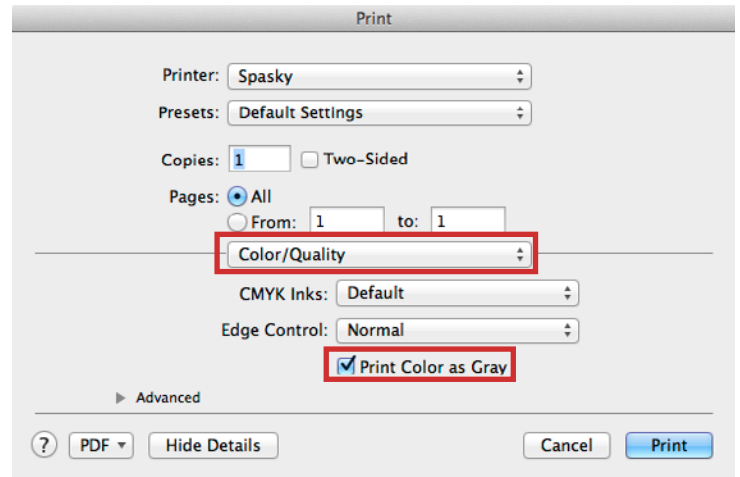 Print
Printer: Spasky
Presets: Default Settings
Copies: 1 Two-Sided
Pages: All
From: 1 to: 1
Color/Quality
CMYK Inks: Default
Edge Control: Normal
Print Color as Gray
Advanced
? PDF Hide Details Cancel Print